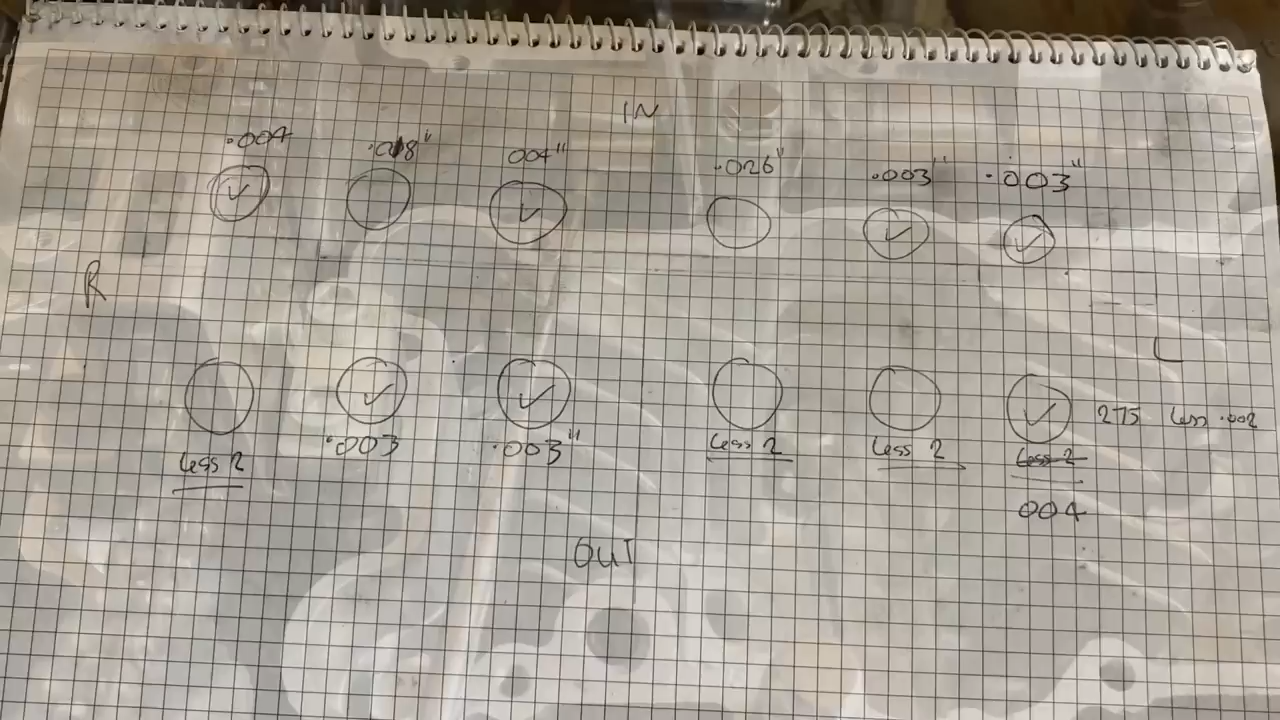 IN
.004 .018" 004" .026" .003" .003"
R
L
275 Less .002
Less 2 .003 .003" Less 2 Less 2 Less 2
004
OUT